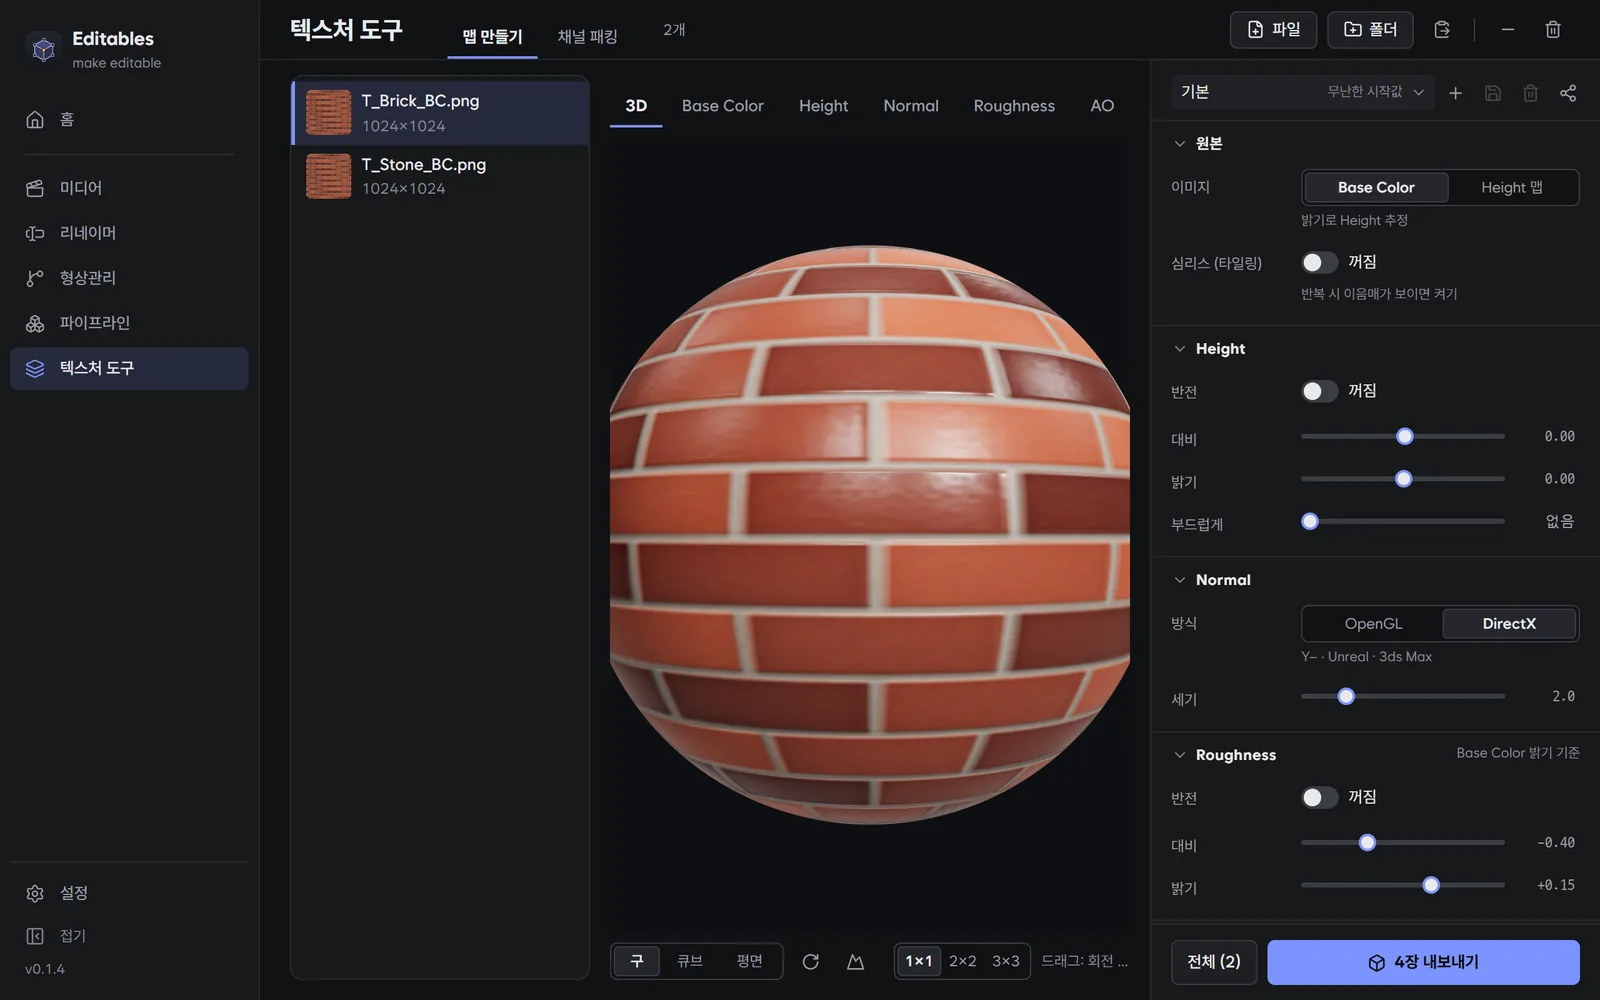 Editables
make editable
홈
미디어
리네이머
형상관리
파이프라인
텍스처 도구
설정
접기
v0.1.4
텍스처 도구
맵 만들기
채널 패킹
2개
파일
폴더
T_Brick_BC.png
1024×1024
T_Stone_BC.png
1024×1024
3D
Base Color
Height
Normal
Roughness
AO
구
큐브
평면
1×1
2×2
3×3
드래그: 회전 ...
기본
무난한 시작값
원본
이미지
Base Color
Height 맵
밝기로 Height 추정
심리스 (타일링)
꺼짐
반복 시 이음매가 보이면 켜기
Height
반전
꺼짐
대비
0.00
밝기
0.00
부드럽게
없음
Normal
방식
OpenGL
DirectX
Y− · Unreal · 3ds Max
세기
2.0
Roughness
Base Color 밝기 기준
반전
꺼짐
대비
−0.40
밝기
+0.15
전체 (2)
4장 내보내기